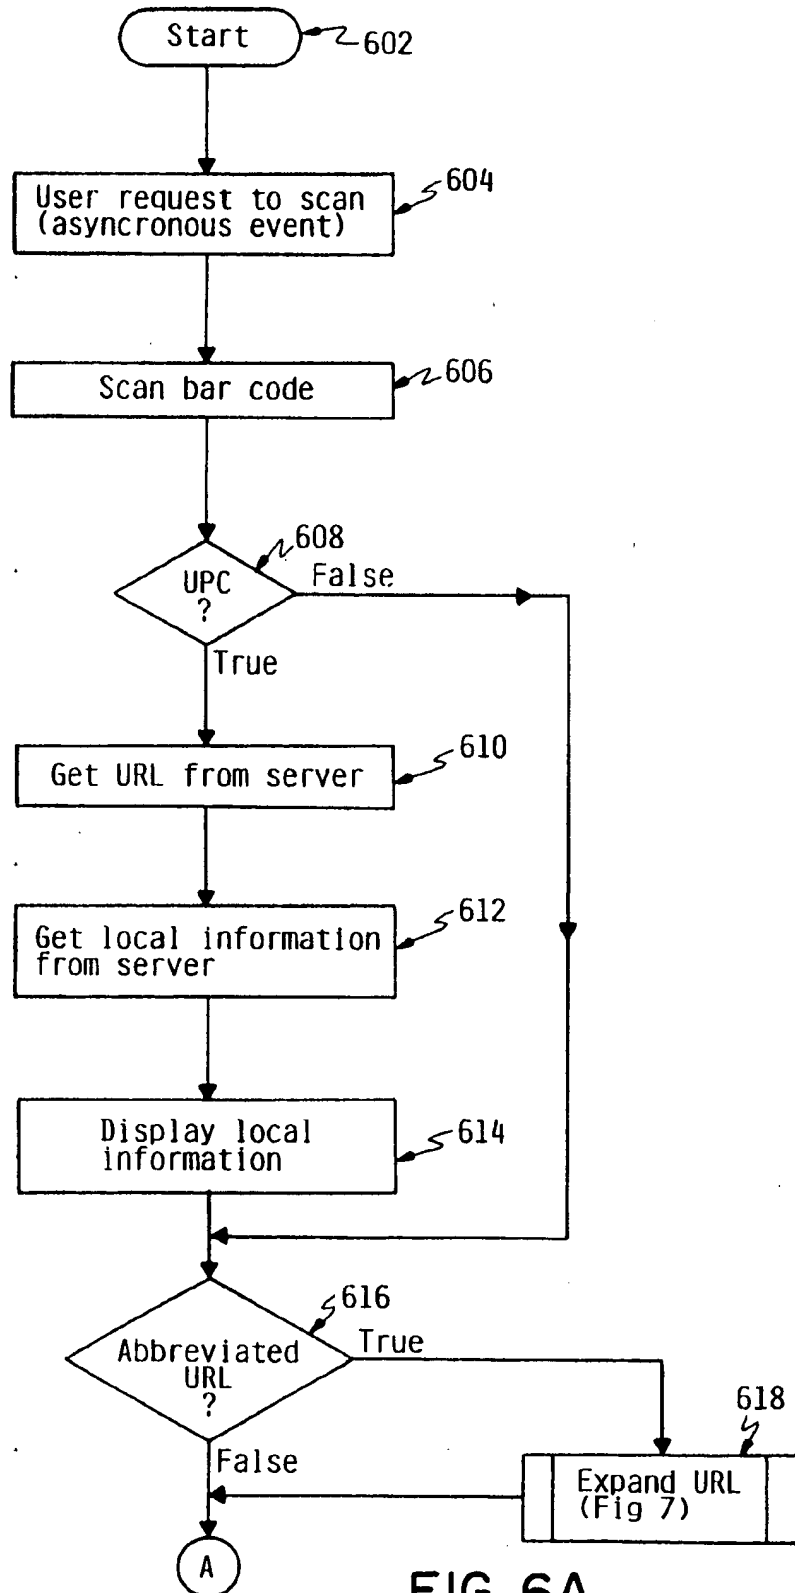 Start
602
User request to scan
(asyncronous event)
604
Scan bar code
606
608
UPC
?
False
True
Get URL from server
610
Get local information
from server
612
Display local
information
614
616
Abbreviated
URL
?
True
False
618
Expand URL
(Fig 7)
A
FIG. 6A